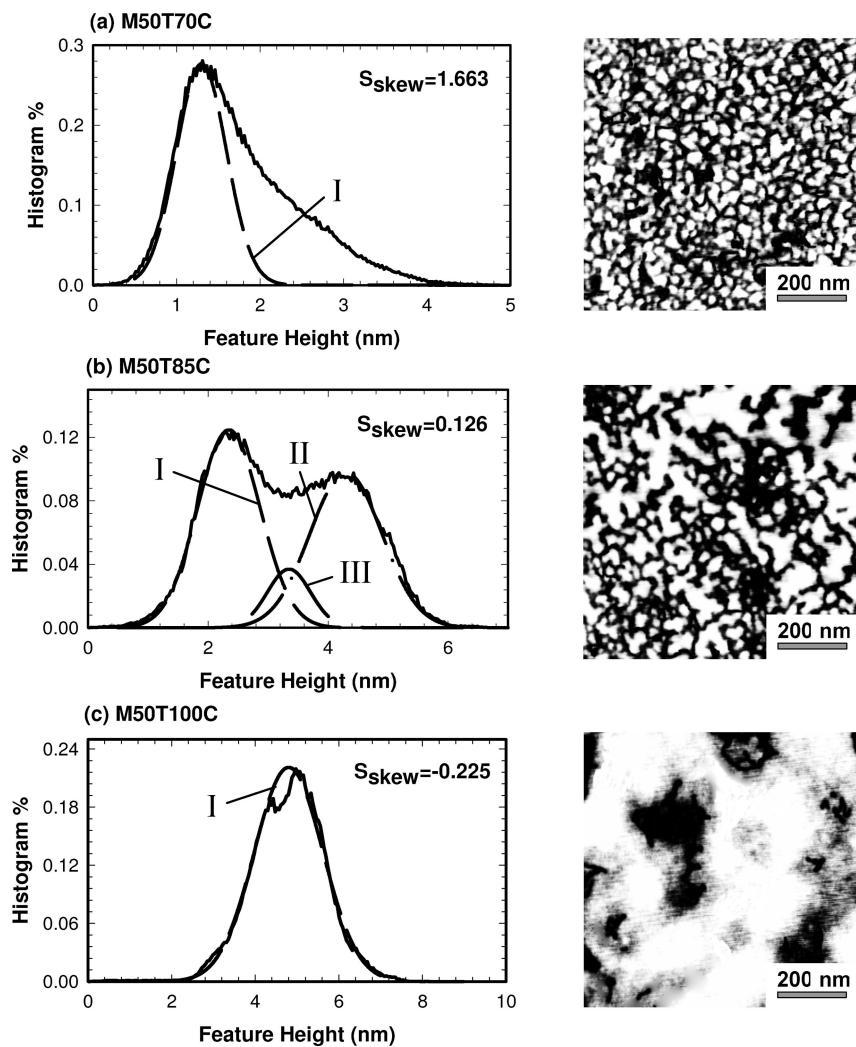 (a) M50T70C
0.3
0.2
0.1
0.0
Histogram %
Sskew=1.663
I
0 1 2 3 4 5
Feature Height (nm)
200 nm
(b) M50T85C
0.12
0.08
0.04
0.00
Histogram %
Sskew=0.126
I
II
III
0 2 4 6
Feature Height (nm)
200 nm
(c) M50T100C
0.24
0.18
0.12
0.06
0.00
Histogram %
Sskew=-0.225
I
0 2 4 6 8 10
Feature Height (nm)
200 nm